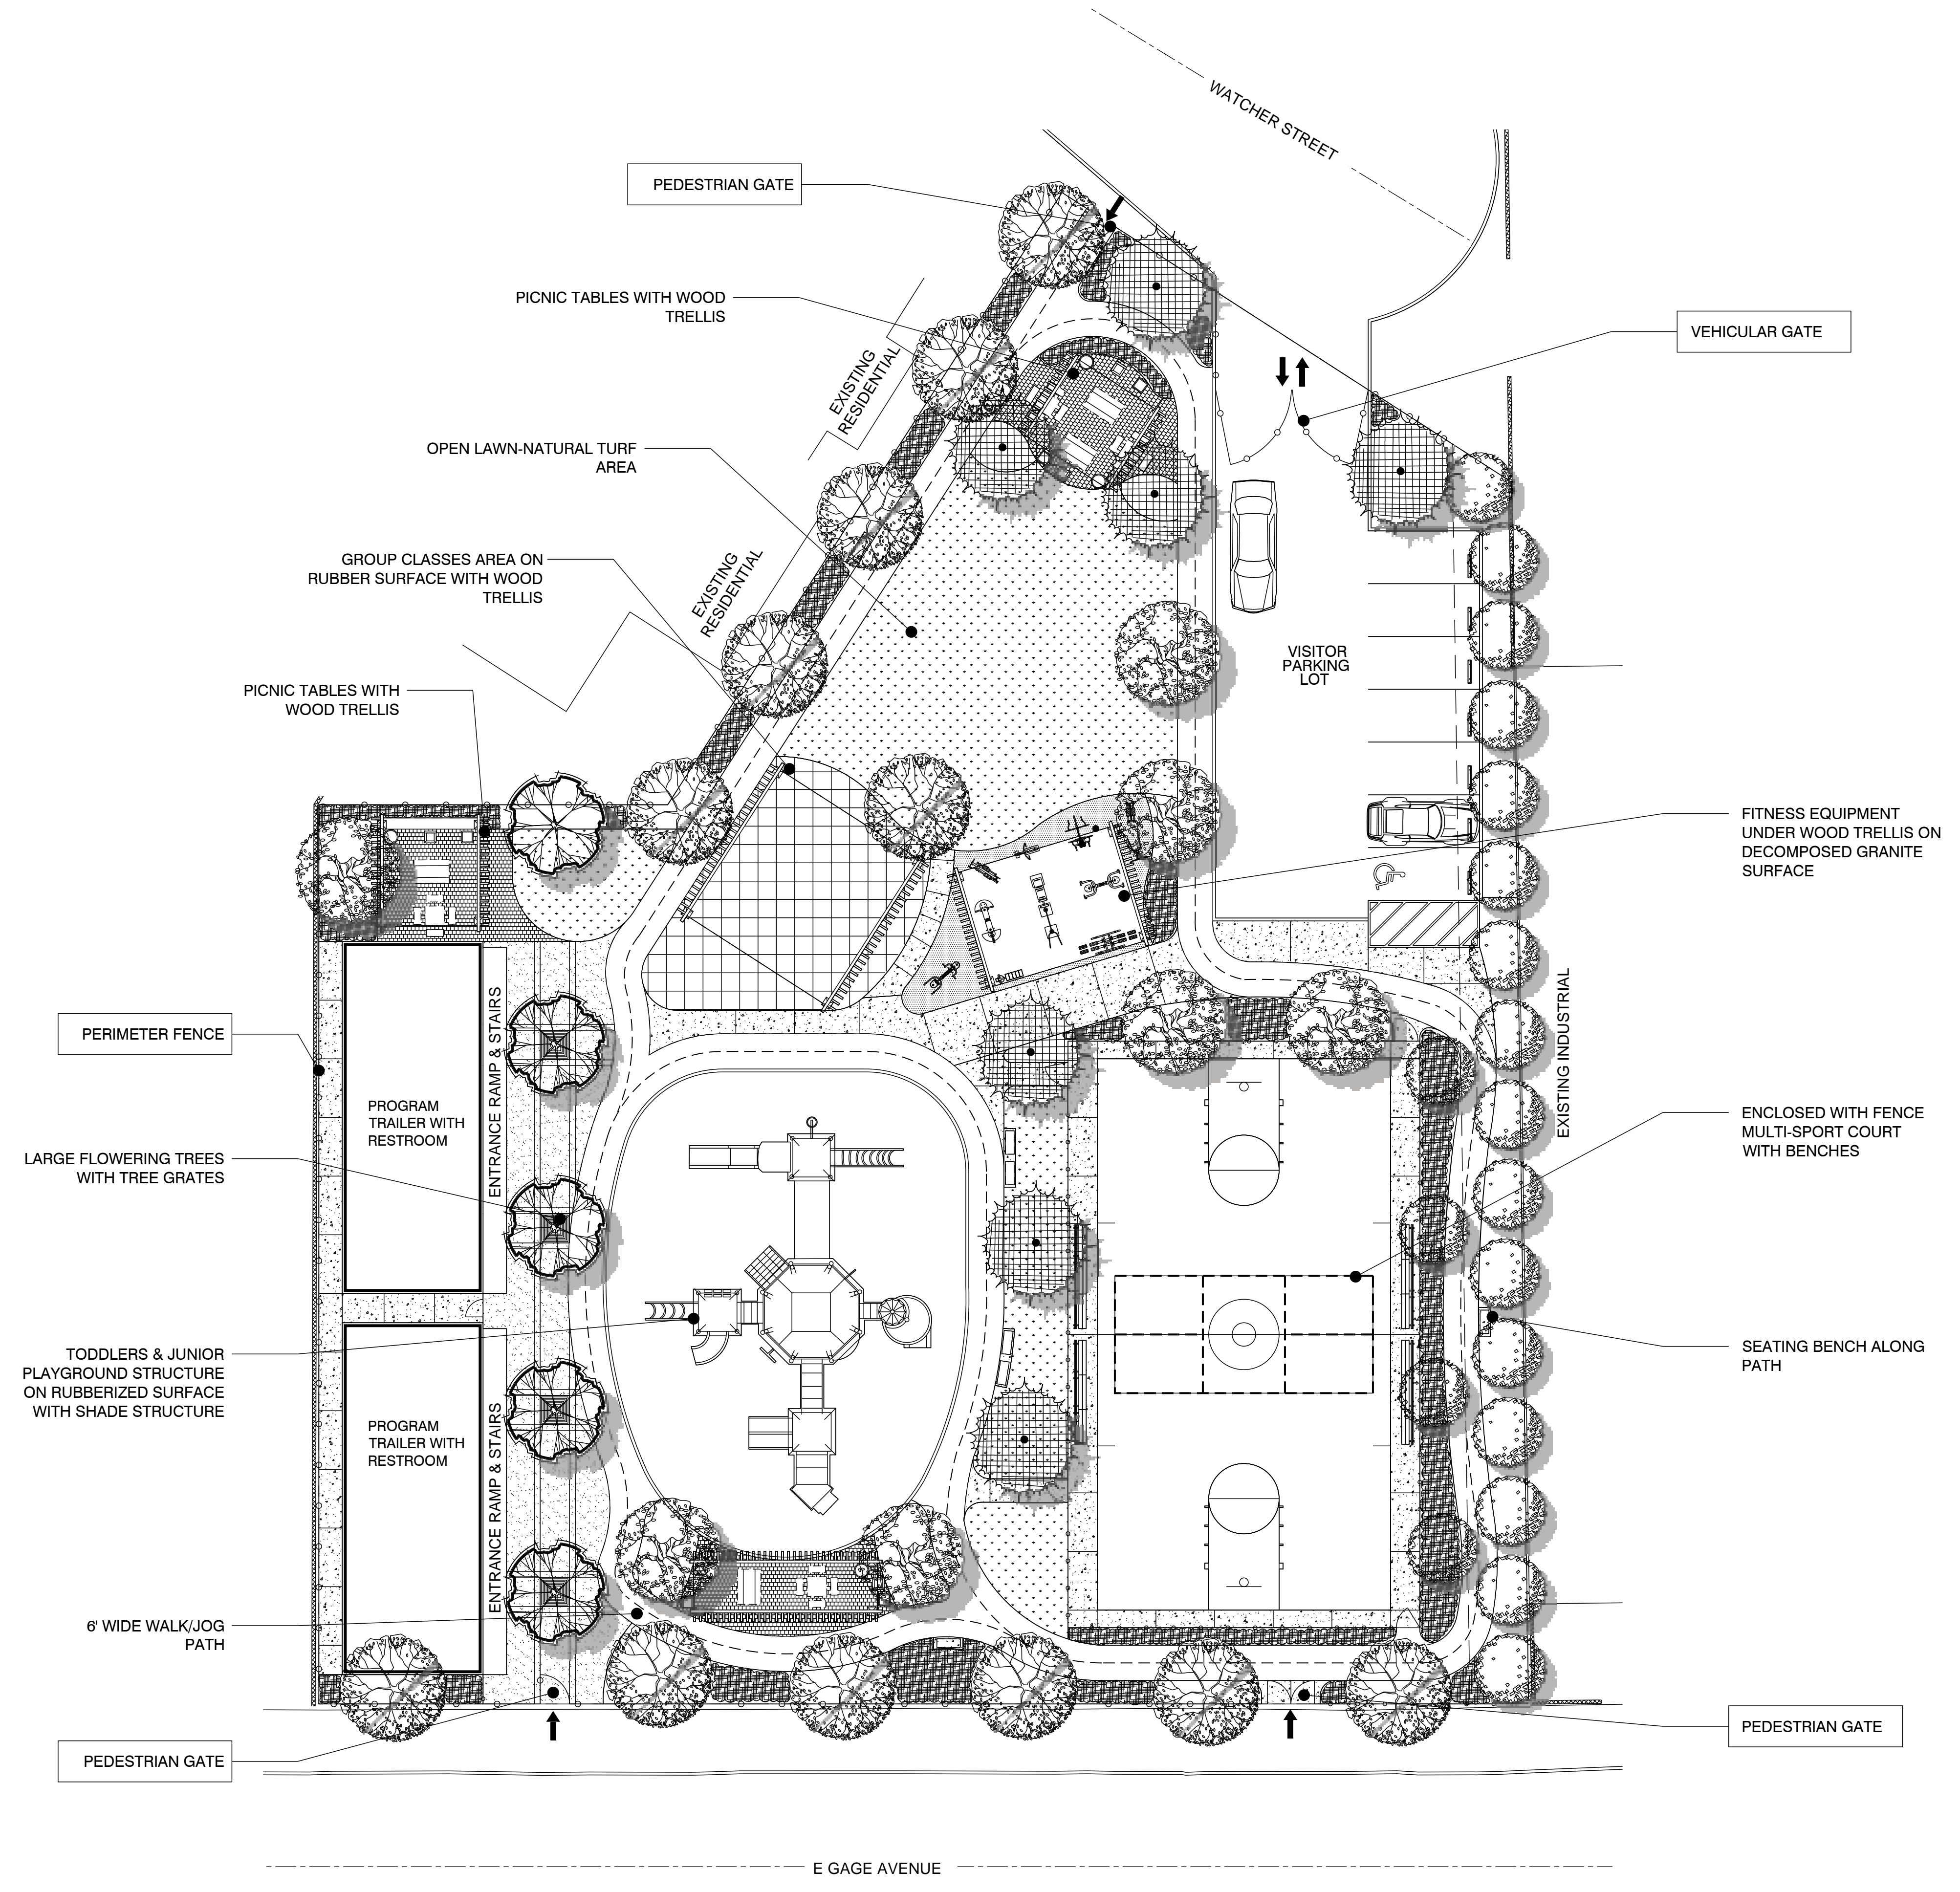 WATCHER STREET
PEDESTRIAN GATE
PICNIC TABLES WITH WOOD
TRELLIS
VEHICULAR GATE
EXISTING
RESIDENTIAL
OPEN LAWN-NATURAL TURF
AREA
GROUP CLASSES AREA ON
RUBBER SURFACE WITH WOOD
TRELLIS
EXISTING
RESIDENTIAL
VISITOR
PARKING
LOT
PICNIC TABLES WITH
WOOD TRELLIS
FITNESS EQUIPMENT
UNDER WOOD TRELLIS ON
DECOMPOSED GRANITE
SURFACE
PERIMETER FENCE
ENTRANCE RAMP & STAIRS
EXISTING INDUSTRIAL
PROGRAM
TRAILER WITH
RESTROOM
ENCLOSED WITH FENCE
MULTI-SPORT COURT
WITH BENCHES
LARGE FLOWERING TREES
WITH TREE GRATES
TODDLERS & JUNIOR
PLAYGROUND STRUCTURE
ON RUBBERIZED SURFACE
WITH SHADE STRUCTURE
SEATING BENCH ALONG
PATH
PROGRAM
TRAILER WITH
RESTROOM
ENTRANCE RAMP & STAIRS
6' WIDE WALK/JOG
PATH
PEDESTRIAN GATE
PEDESTRIAN GATE
E GAGE AVENUE